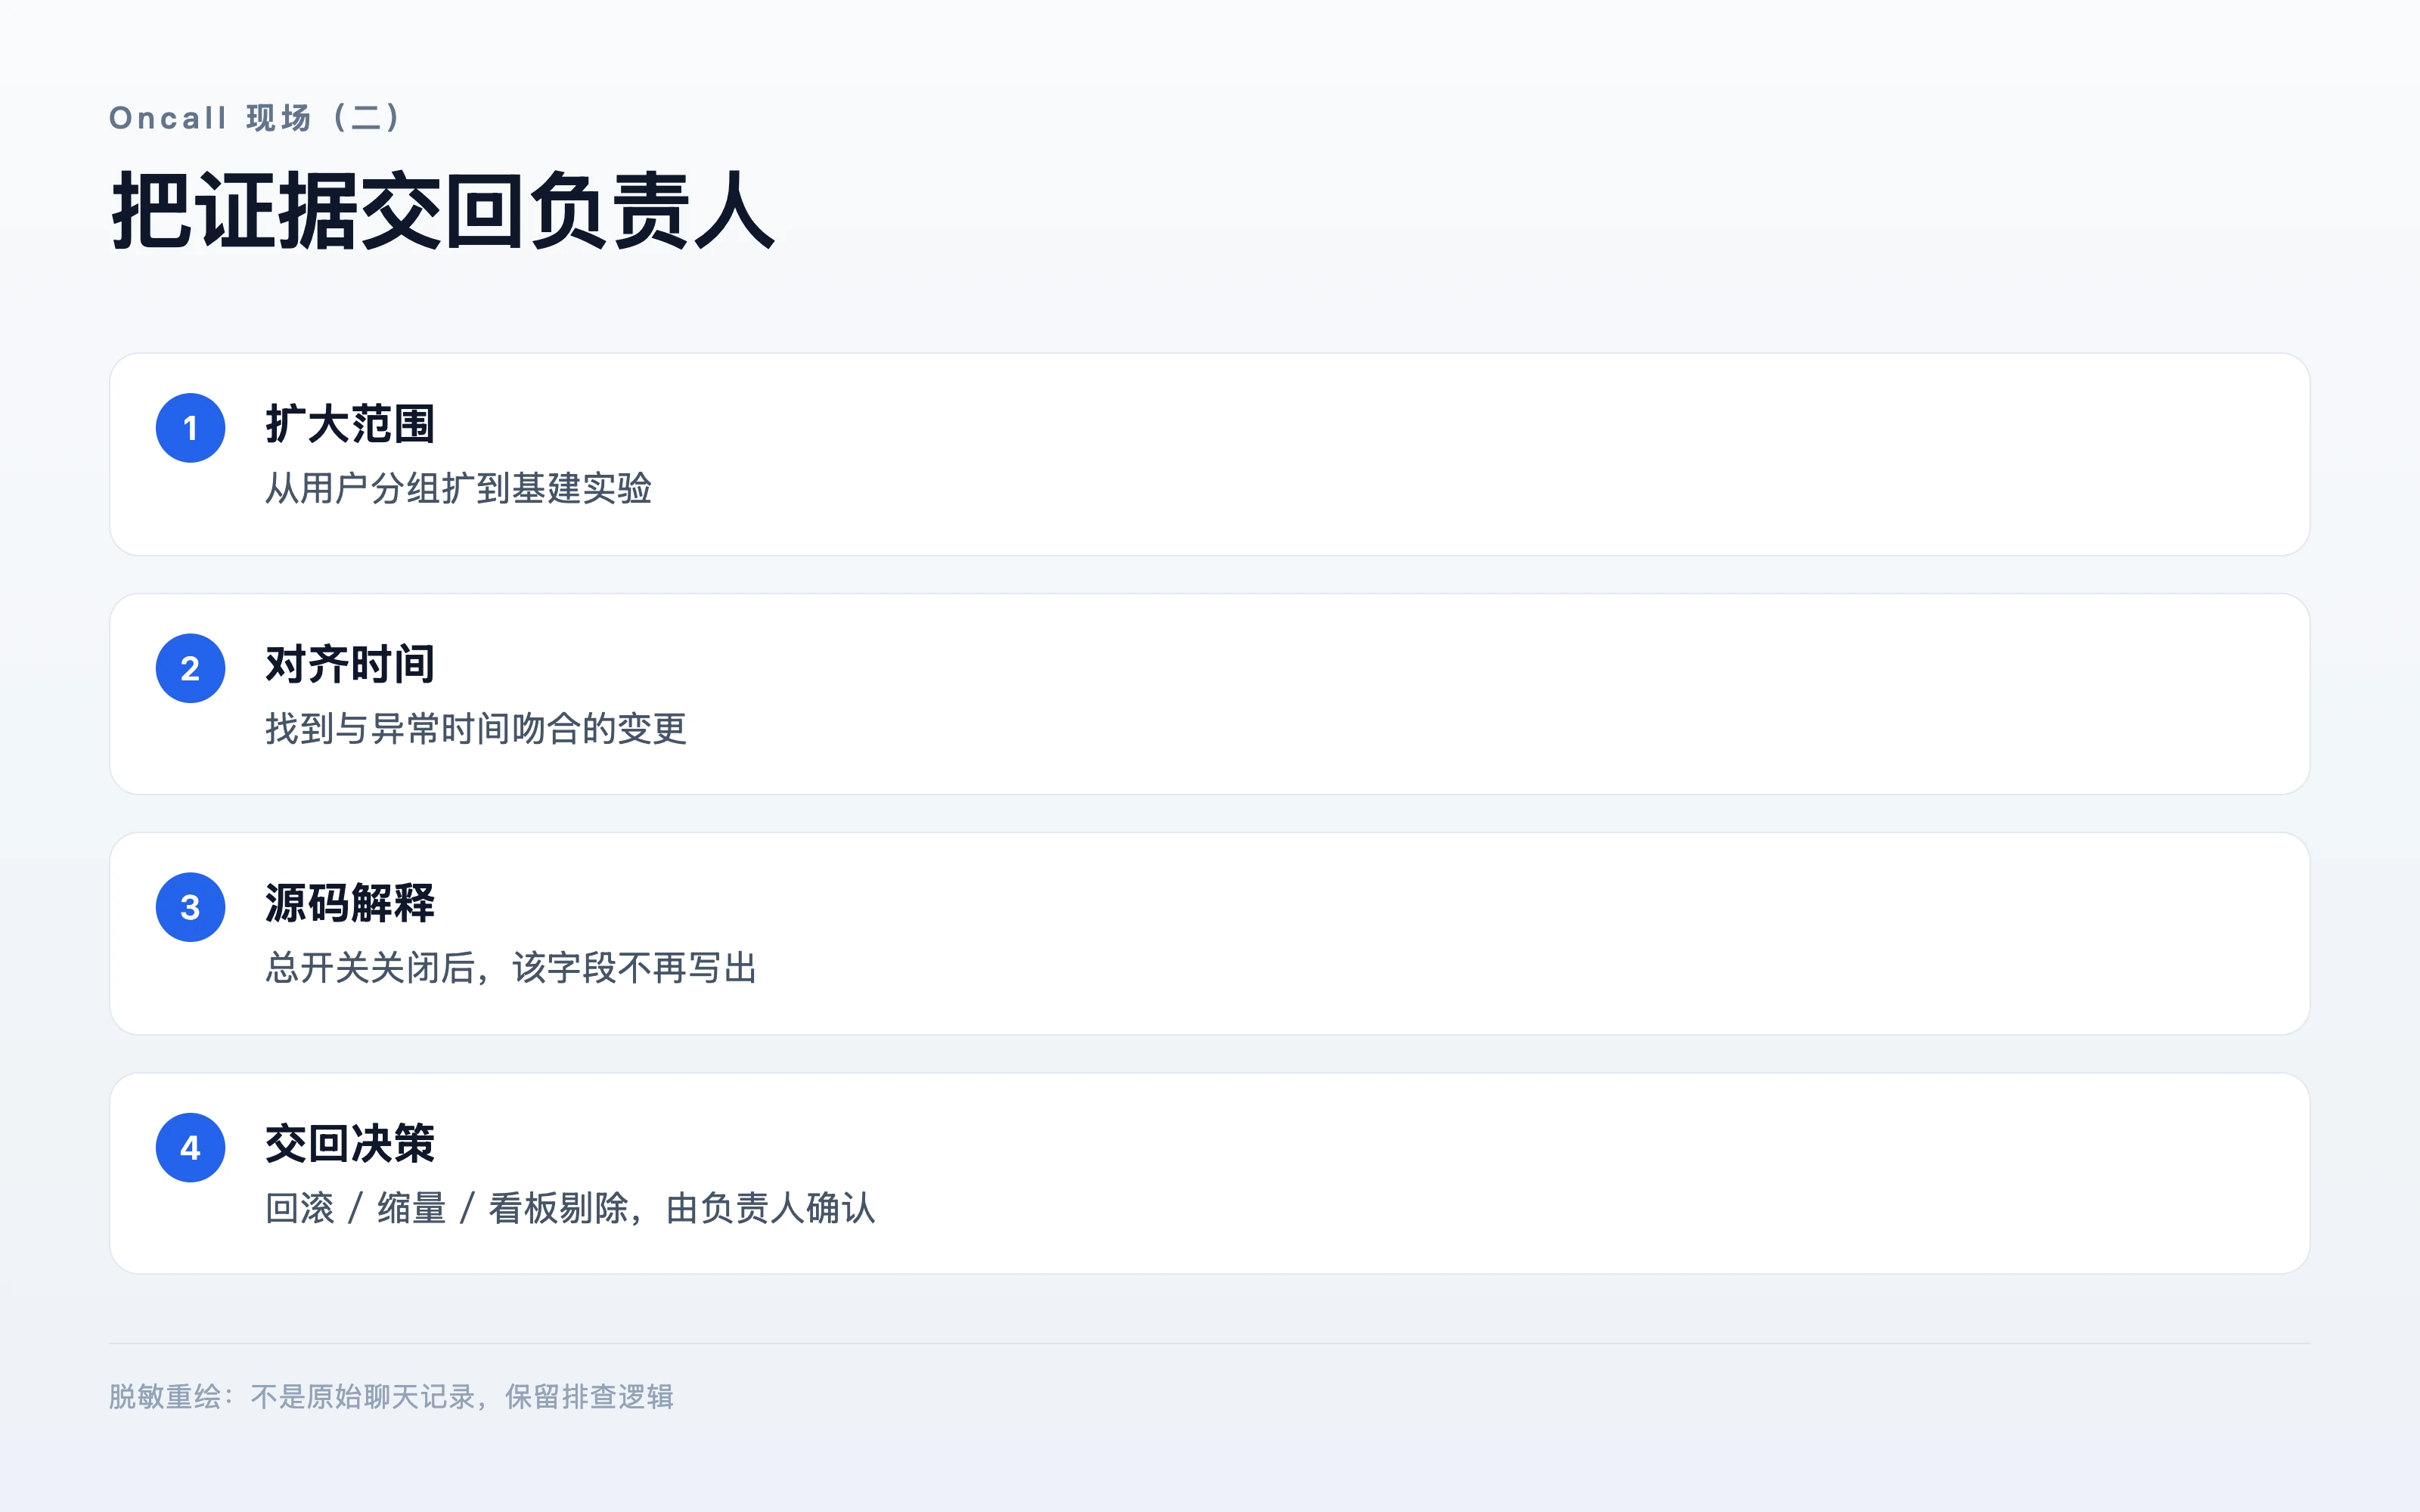 Oncall 现场（二）
把证据交回负责人
1
扩大范围
从用户分组扩到基建实验
2
对齐时间
找到与异常时间吻合的变更
3
源码解释
总开关关闭后，该字段不再写出
4
交回决策
回滚 / 缩量 / 看板剔除，由负责人确认
脱敏重绘：不是原始聊天记录，保留排查逻辑